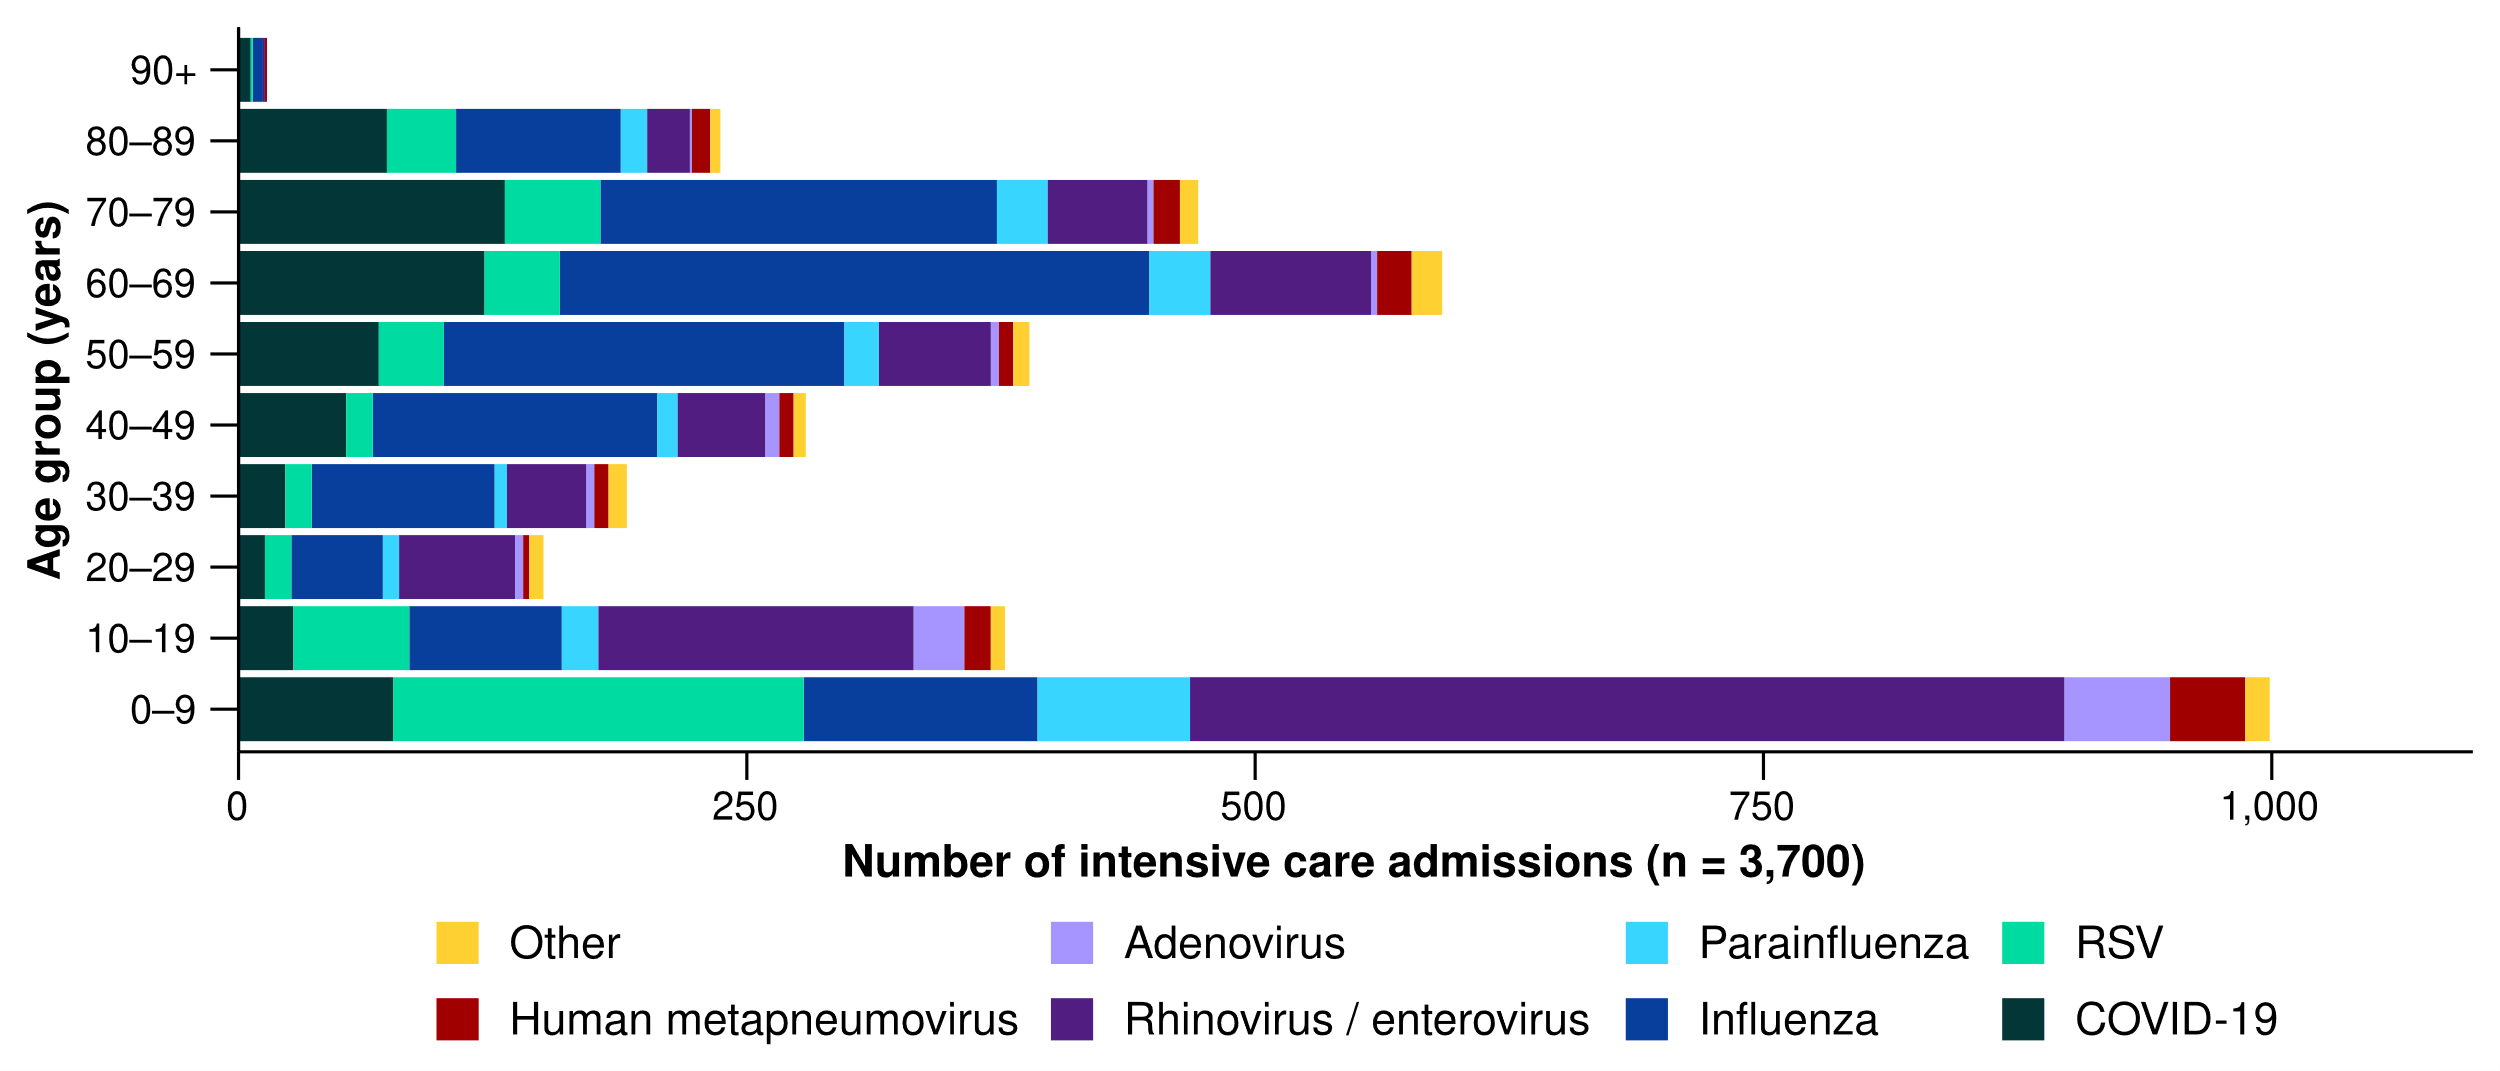 Age group (years)
90+
80–89
70–79
60–69
50–59
40–49
30–39
20–29
10–19
0–9
0 250 500 750 1,000
Number of intensive care admissions (n = 3,700)
Other Adenovirus Parainfluenza RSV
Human metapneumovirus Rhinovirus / enterovirus Influenza COVID-19